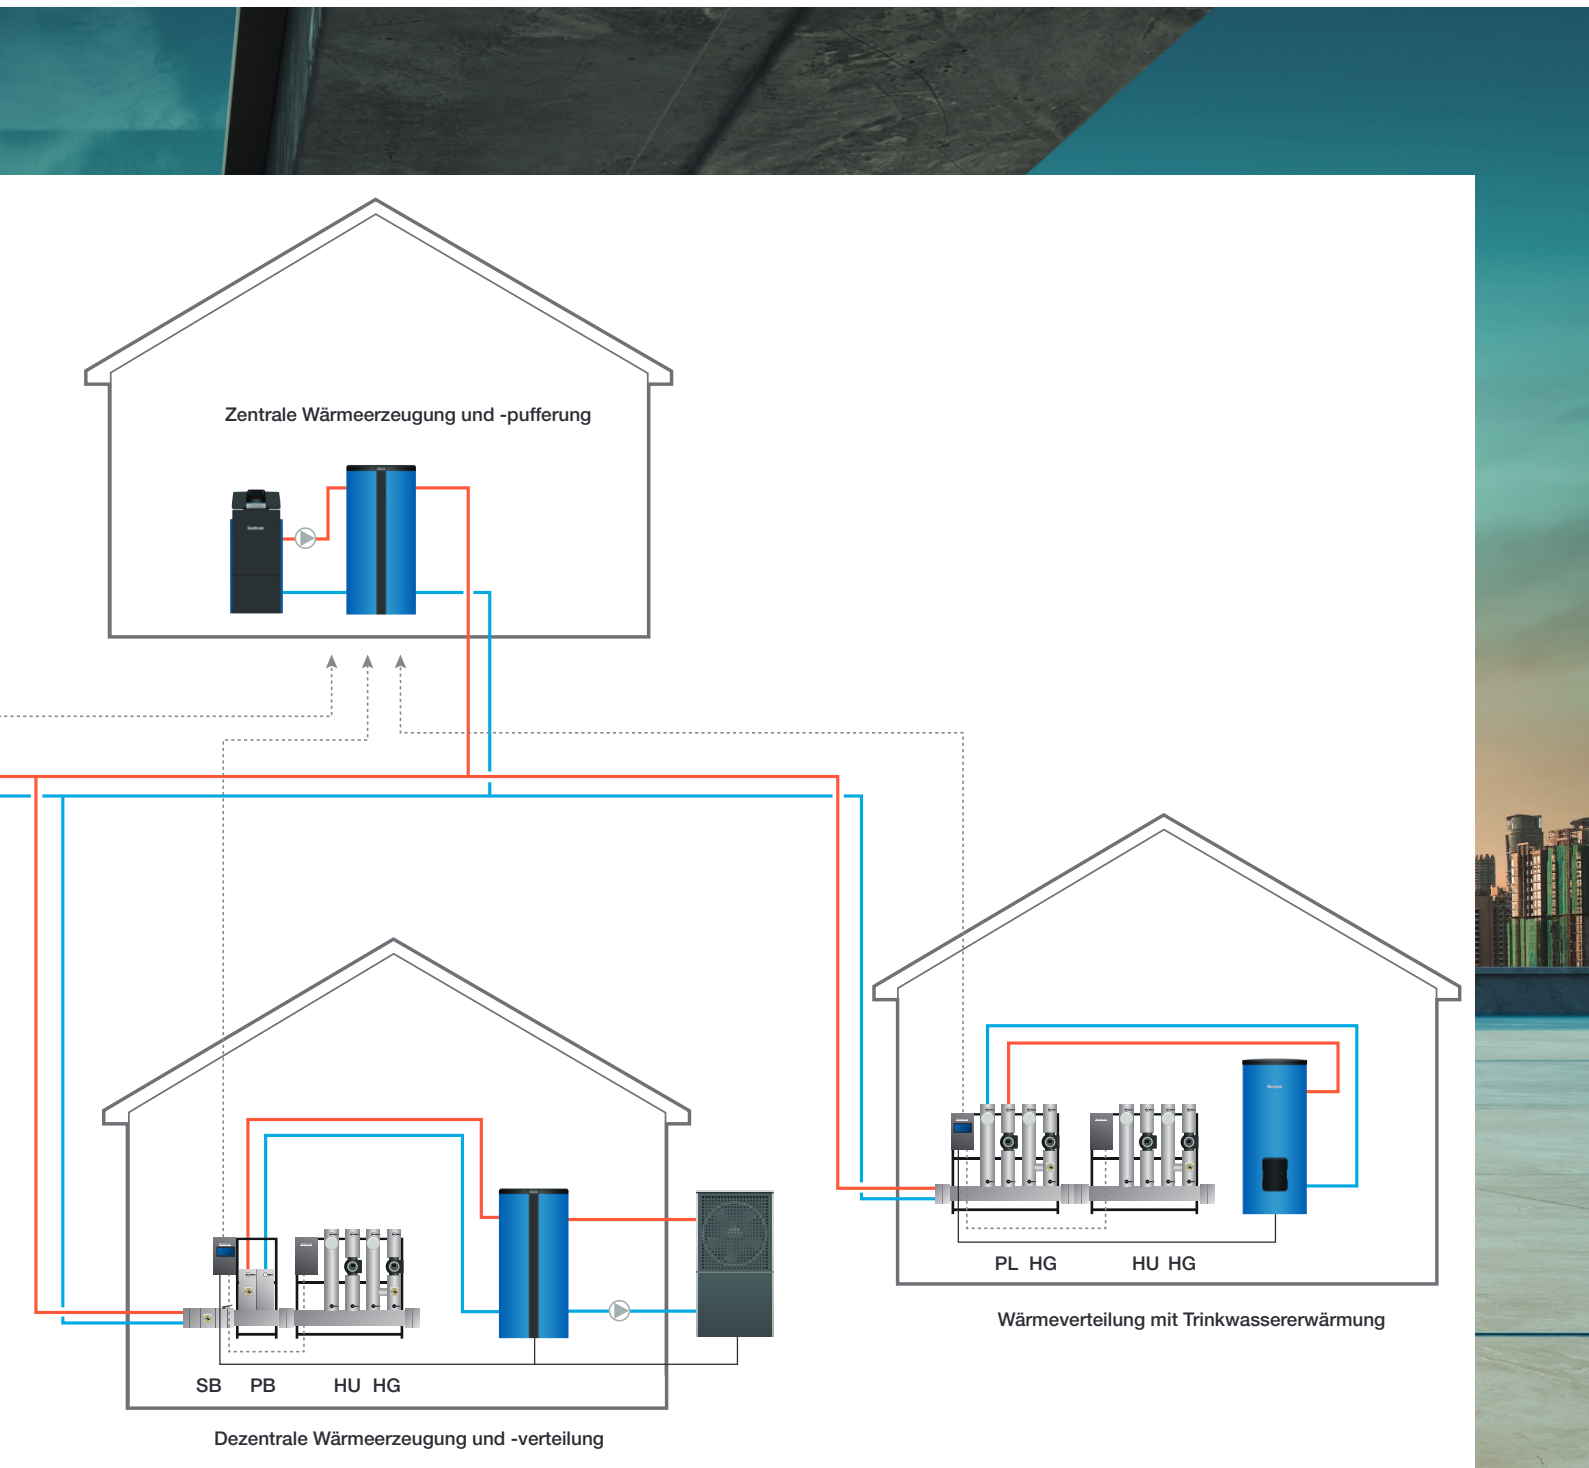 Zentrale Wärmeerzeugung und -pufferung
PL HG
HU HG
Wärmeverteilung mit Trinkwassererwärmung
SB
PB
HU HG
Dezentrale Wärmeerzeugung und -verteilung